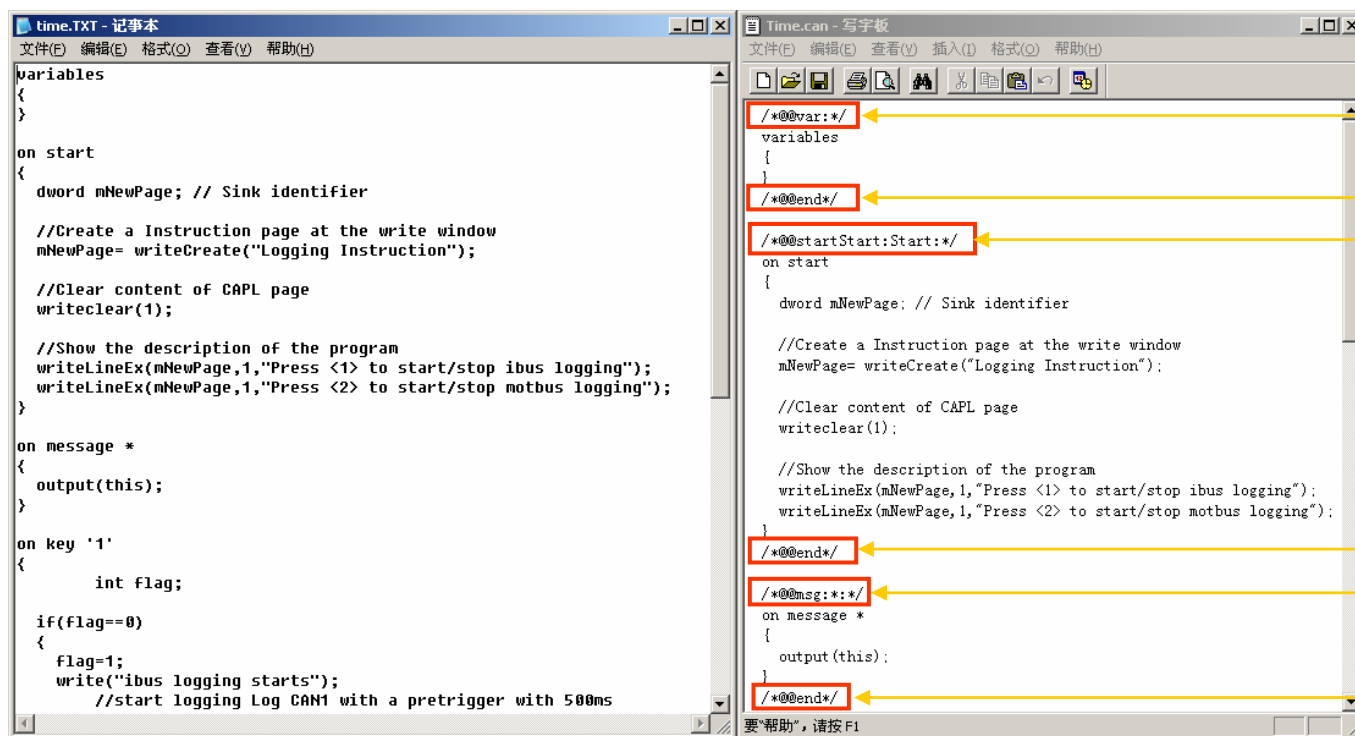 time.TXT - 记事本
文件(F) 编辑(E) 格式(O) 查看(V) 帮助(H)
variables
{
}
on start
{
dword mNewPage; // Sink identifier
//Create a Instruction page at the write window
mNewPage= writeCreate("Logging Instruction");
//Clear content of CAPL page
writeclear(1);
//Show the description of the program
writeLineEx(mNewPage,1,"Press <1> to start/stop ibus logging");
writeLineEx(mNewPage,1,"Press <2> to start/stop motbus logging");
}
on message *
{
output(this);
}
on key '1'
{
int flag;
if(flag==0)
{
flag=1;
write("ibus logging starts");
//start logging Log CAN1 with a pretrigger with 500ms
Time.can - 写字板
文件(F) 编辑(E) 查看(V) 插入(I) 格式(O) 帮助(H)
/*@@var:*/
variables
{
}
/*@@end*/
/*@@startStart:Start:*/
on start
{
dword mNewPage; // Sink identifier
//Create a Instruction page at the write window
mNewPage= writeCreate("Logging Instruction");
//Clear content of CAPL page
writeclear(1);
//Show the description of the program
writeLineEx(mNewPage,1,"Press <1> to start/stop ibus logging");
writeLineEx(mNewPage,1,"Press <2> to start/stop motbus logging");
}
/*@@end*/
/*@@msg:*:*/
on message *
{
output(this);
}
/*@@end*/
要“帮助”，请按 F1